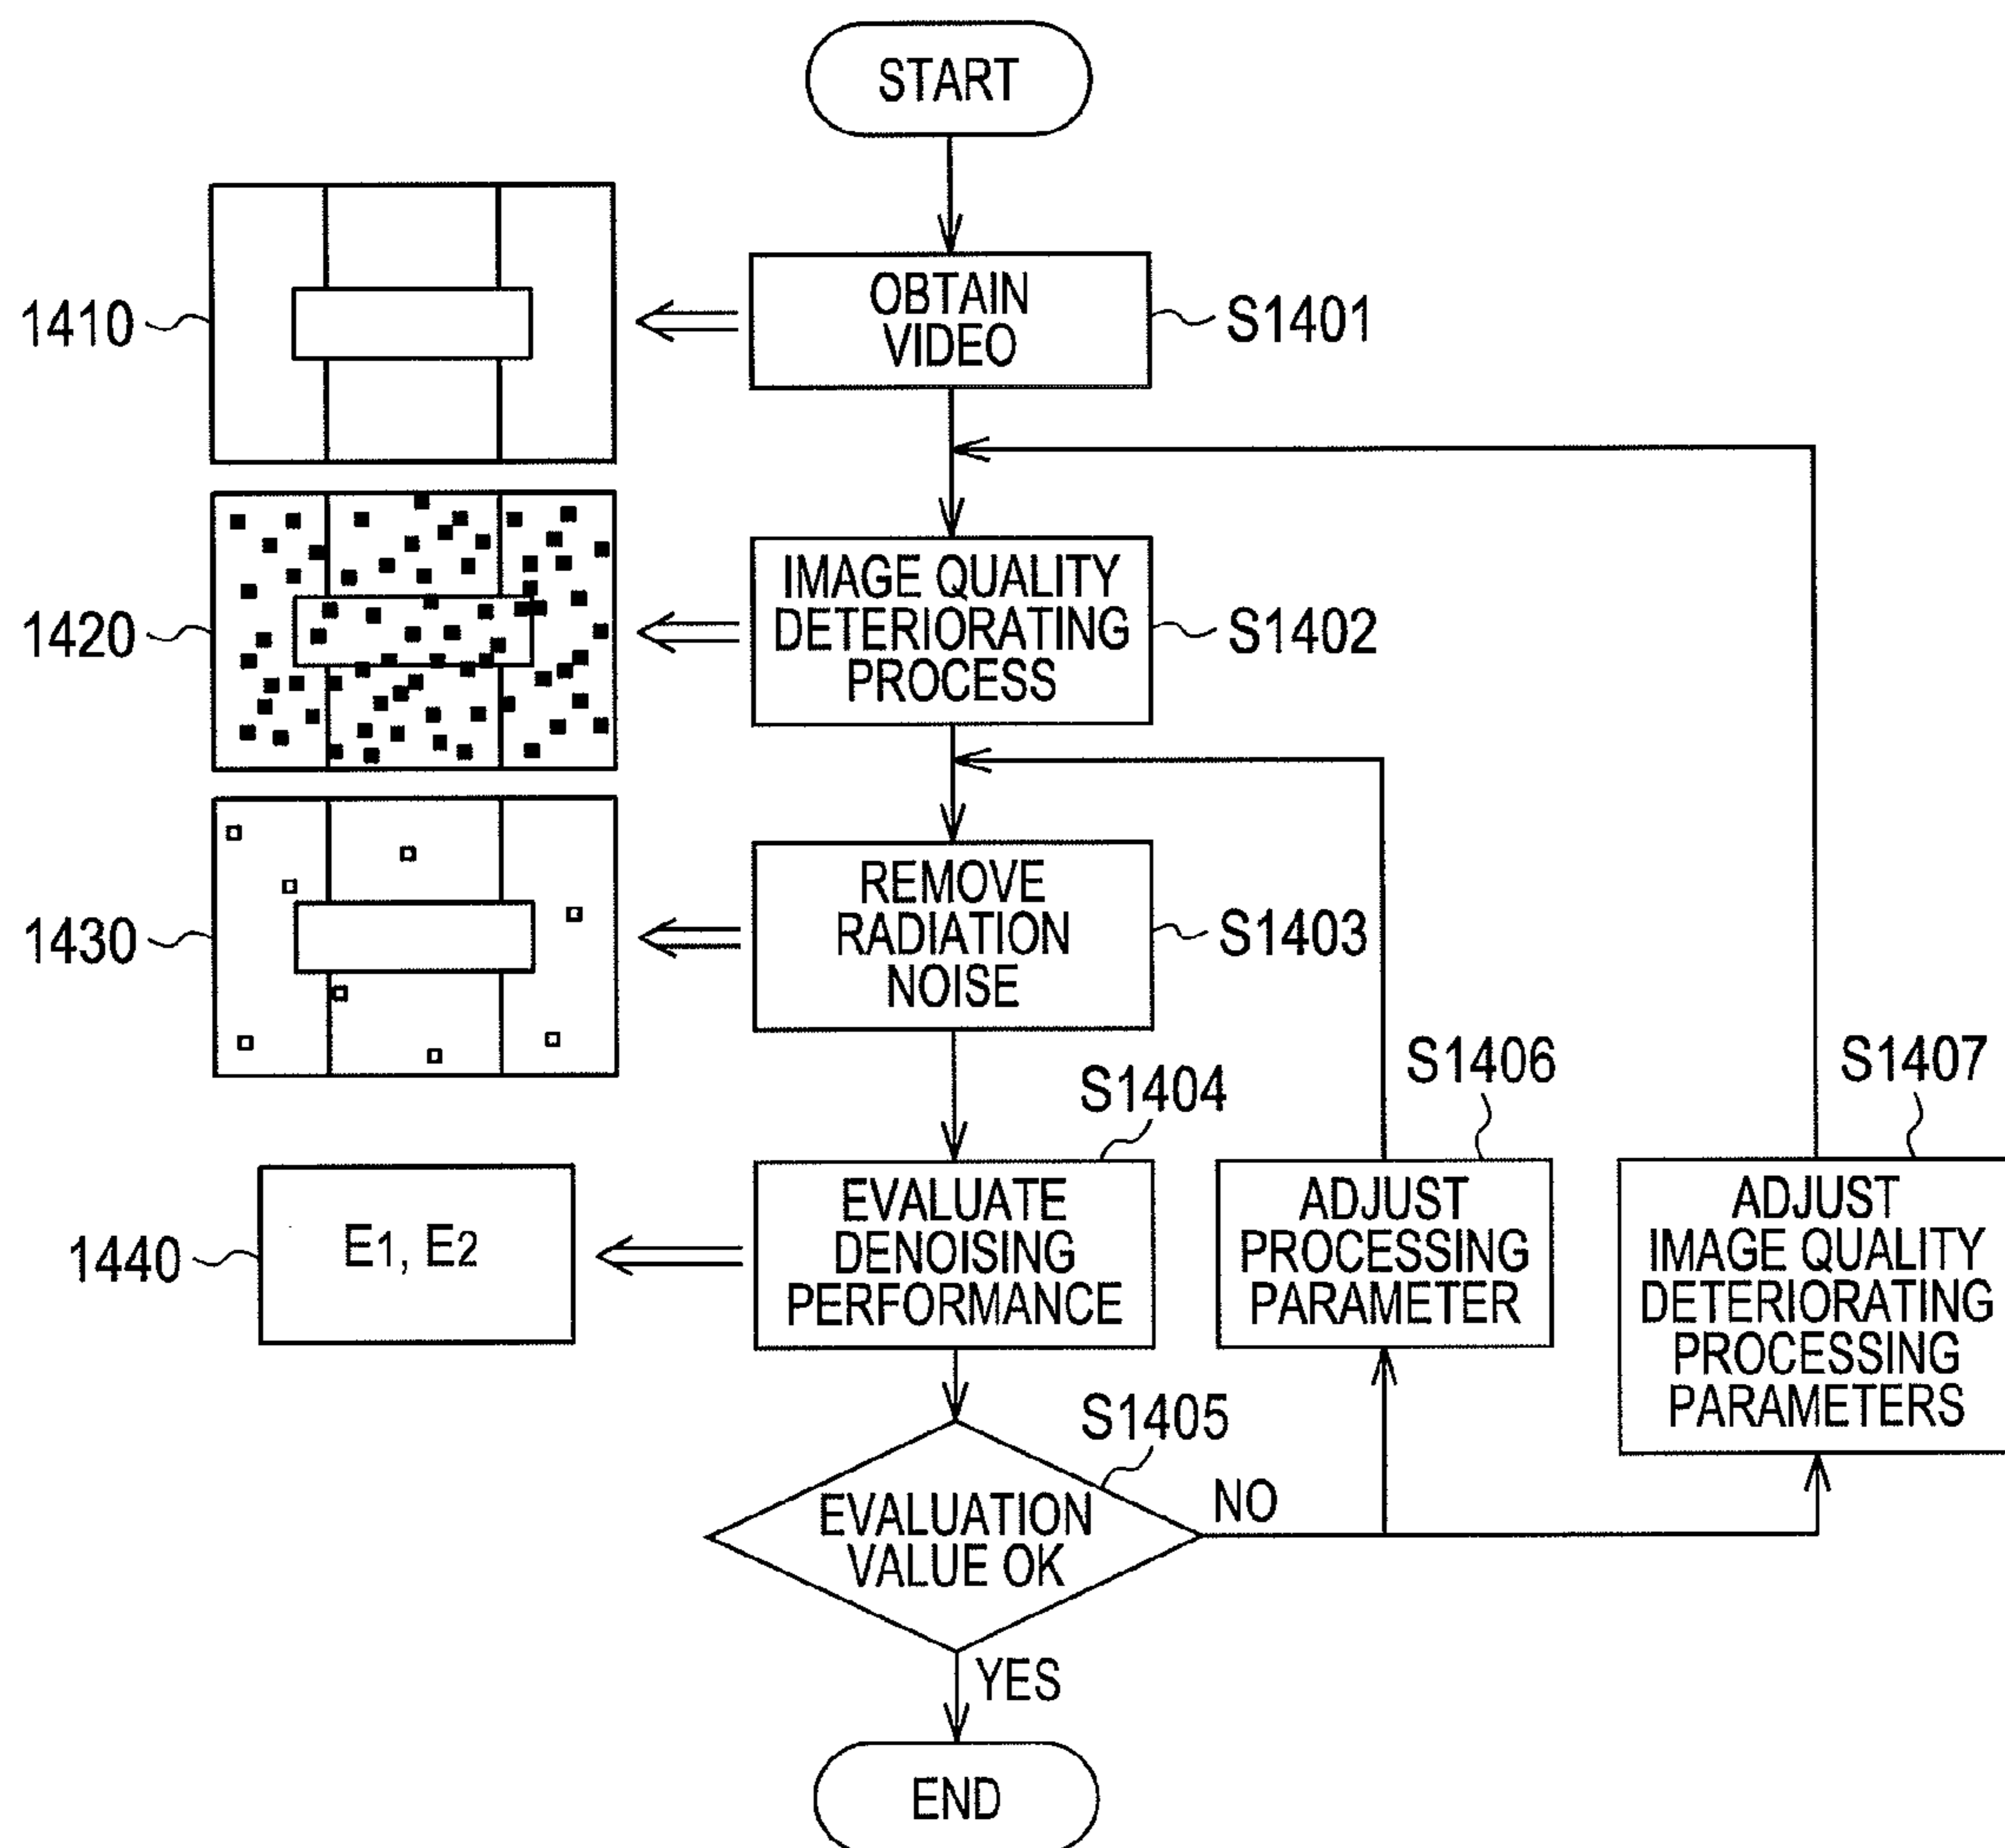 START
1410
OBTAIN
VIDEO
S1401
1420
IMAGE QUALITY
DETERIORATING
PROCESS
S1402
1430
REMOVE
RADIATION
NOISE
S1403
S1404
S1406
S1407
1440
E1, E2
EVALUATE
DENOISING
PERFORMANCE
ADJUST
PROCESSING
PARAMETER
ADJUST
IMAGE QUALITY
DETERIORATING
PROCESSING
PARAMETERS
S1405
EVALUATION
VALUE OK
NO
YES
END